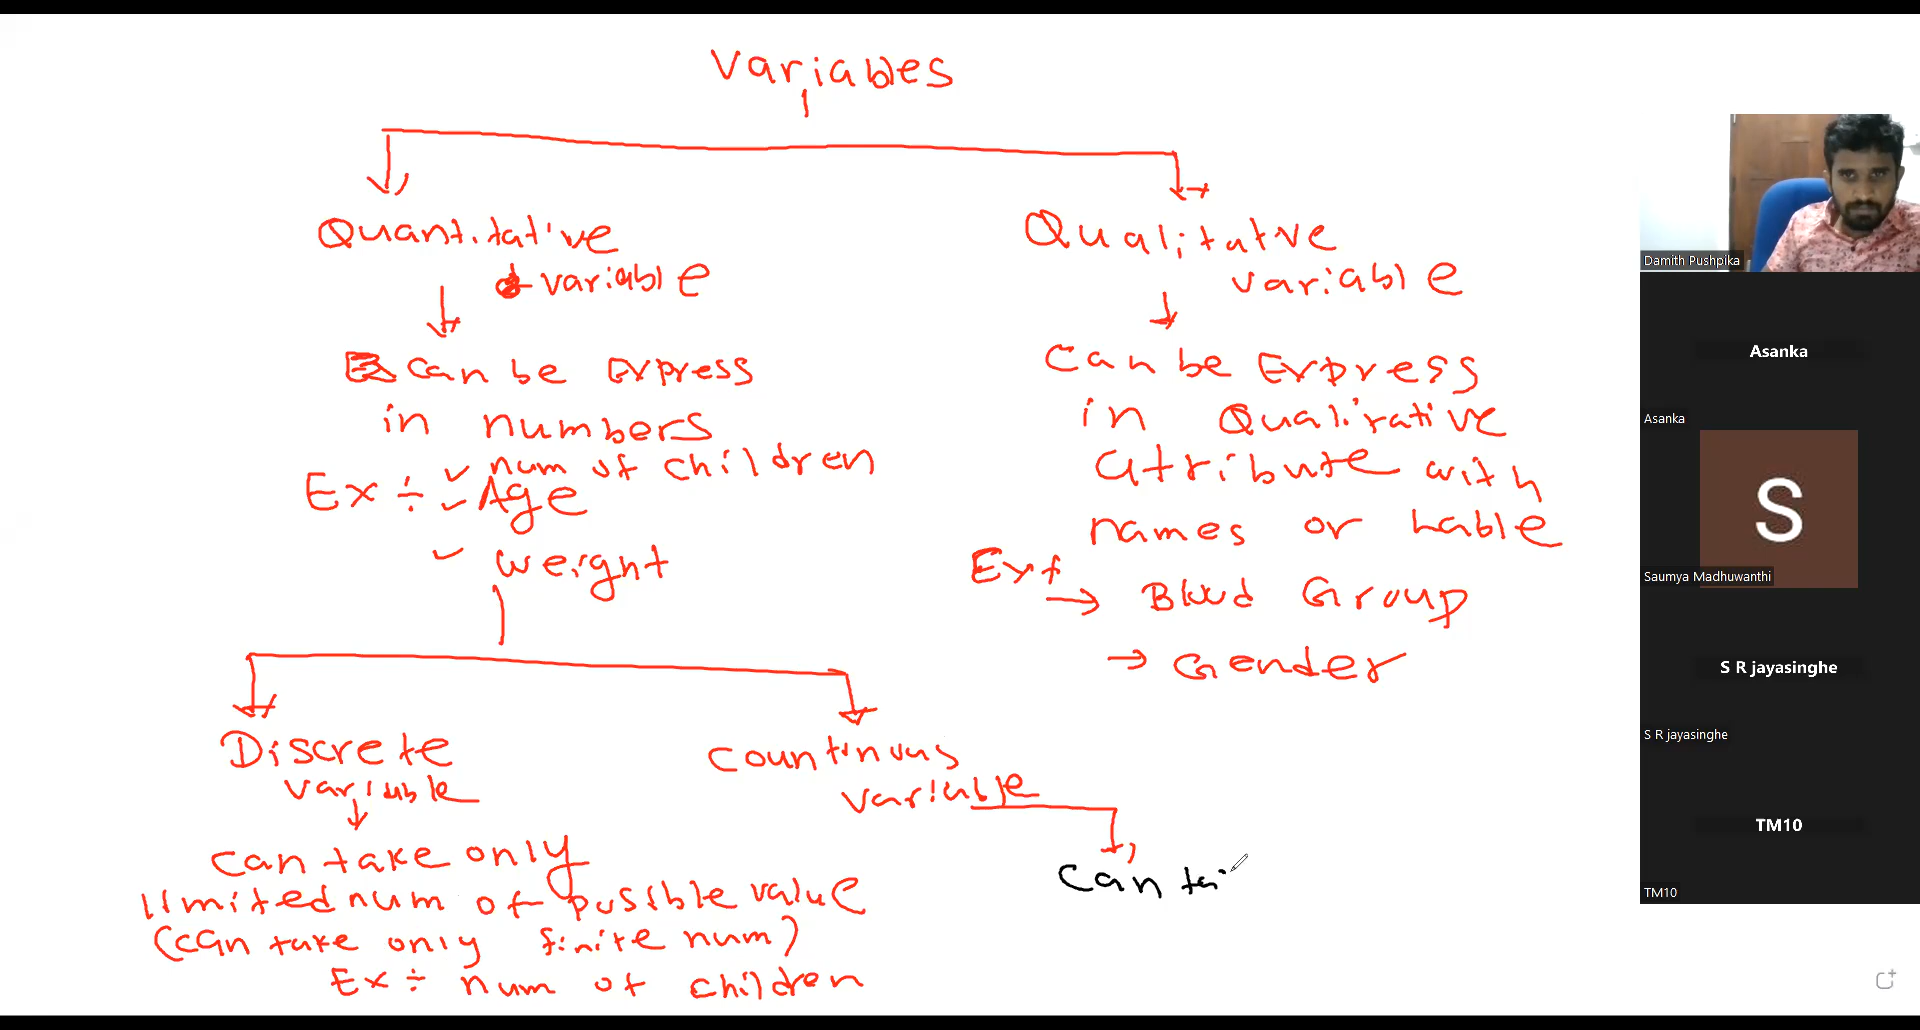 Variables
Quantitative
variable
can be express
in numbers
Ex ÷ ✓ num of children
✓ Age
✓ weight
Discrete
variable
can take only
limited num of possible value
(can take only finite num)
Ex ÷ num of children
Countinuous
variable
can ta
Qualitative
variable
can be express
in Qualitative
attribute with
names or lable
Ex
→ Blood Group
→ Gender
Damith Pushpika
Asanka
Asanka
S
Saumya Madhuwanthi
S R jayasinghe
S R jayasinghe
TM10
TM10